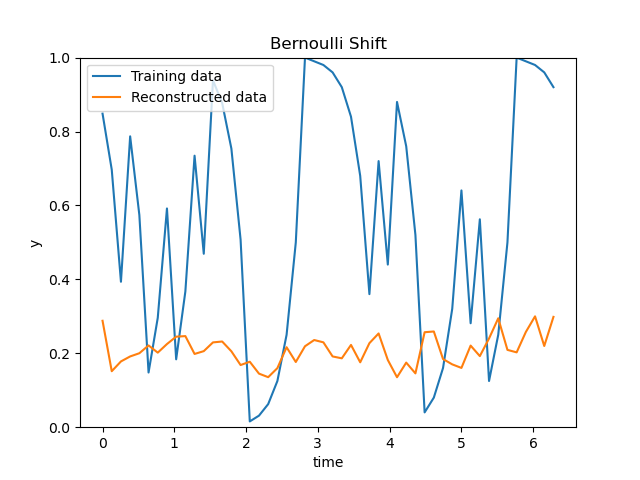 Bernoulli Shift
Training data
Reconstructed data
1.0
0.8
0.6
0.4
0.2
0.0
y
0 1 2 3 4 5 6
time